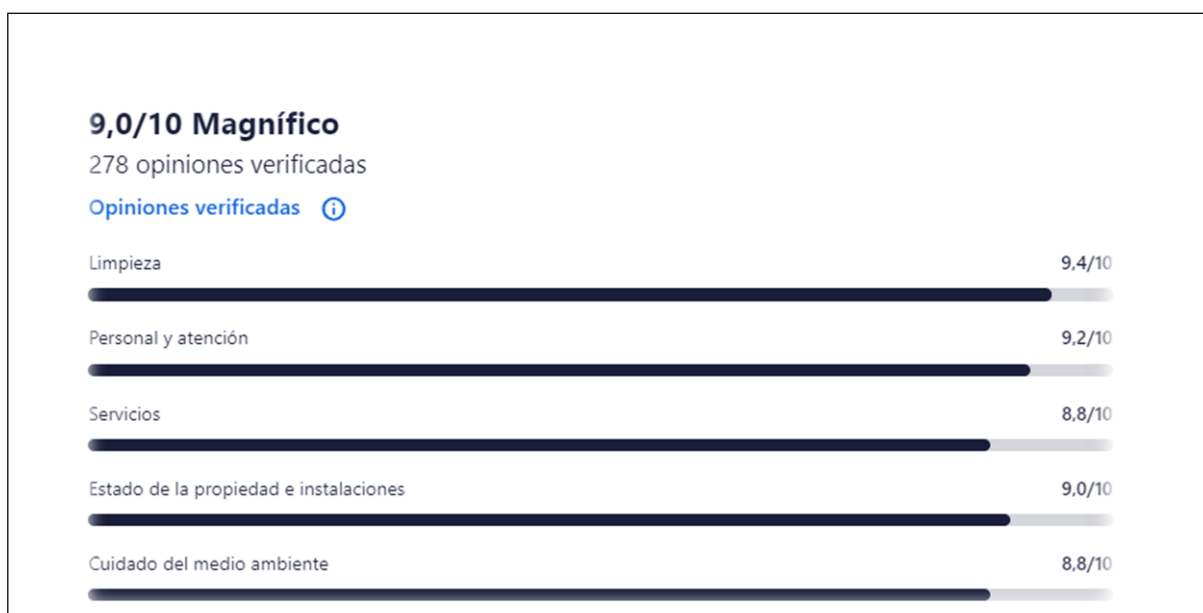 9,0/10 Magnífico
278 opiniones verificadas
Opiniones verificadas
Limpieza 9,4/10
Personal y atención 9,2/10
Servicios 8,8/10
Estado de la propiedad e instalaciones 9,0/10
Cuidado del medio ambiente 8,8/10